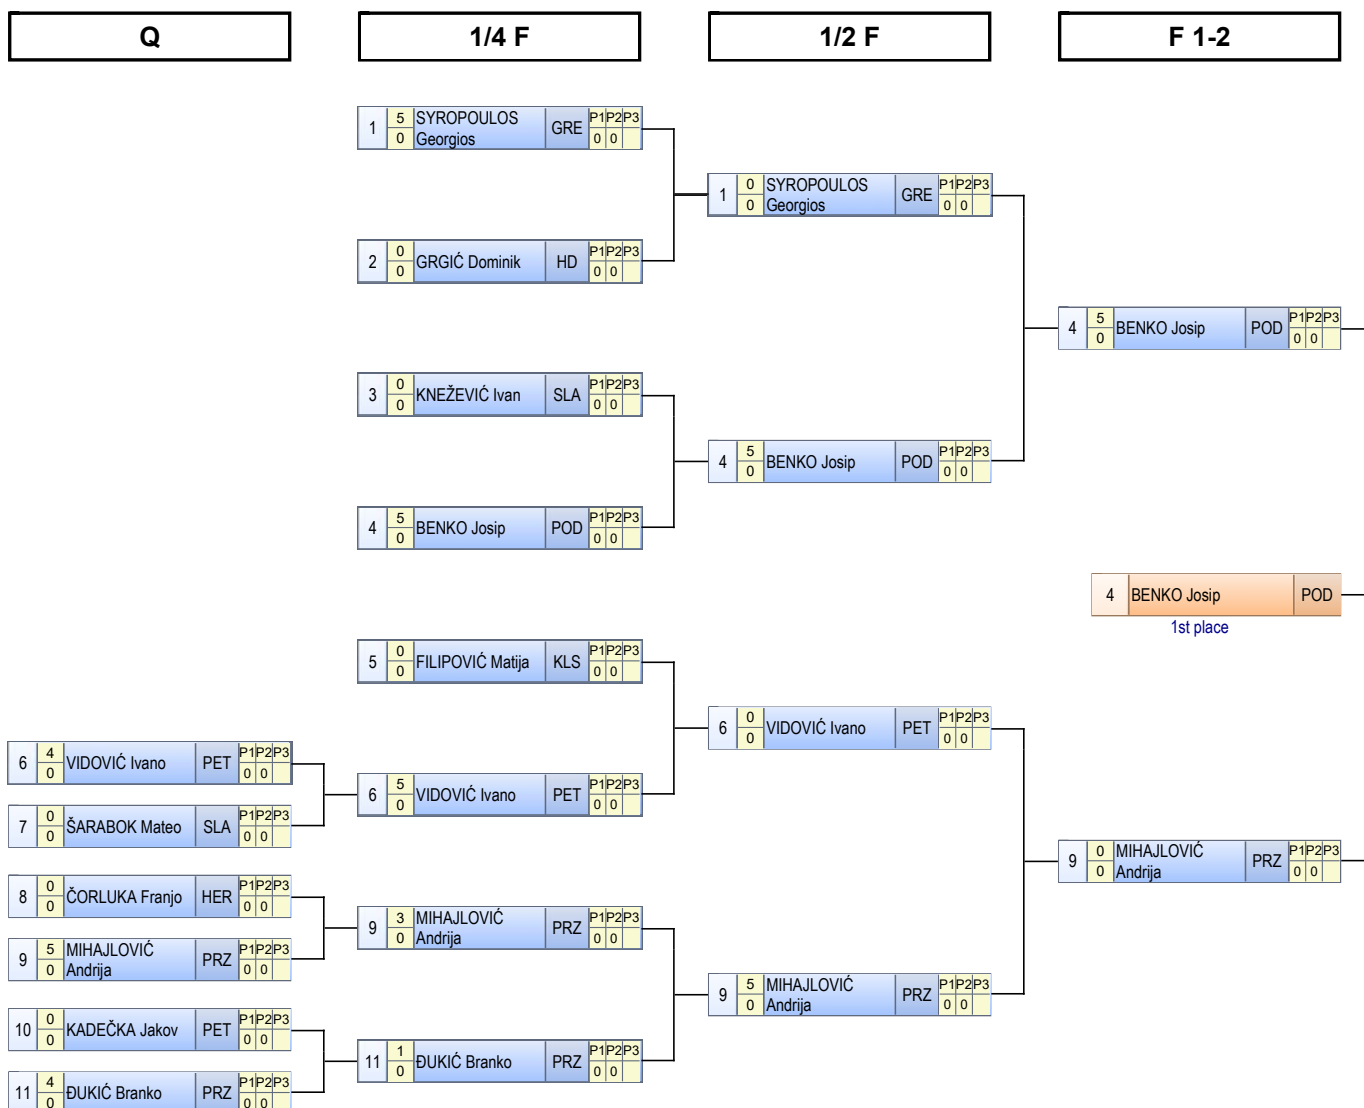 Q
1/4 F
1/2 F
F 1-2
1 5 SYROPOULOS GRE P1 P2 P3
0 Georgios 0 0
1 0 SYROPOULOS GRE P1 P2 P3
0 Georgios 0 0
2 0 GRGIĆ Dominik HD P1 P2 P3
0 0 0
4 5 BENKO Josip POD P1 P2 P3
0 0 0
3 0 KNEŽEVIĆ Ivan SLA P1 P2 P3
0 0 0
4 5 BENKO Josip POD P1 P2 P3
0 0 0
4 5 BENKO Josip POD P1 P2 P3
0 0 0
4 BENKO Josip POD
1st place
5 0 FILIPOVIĆ Matija KLS P1 P2 P3
0 0 0
6 0 VIDOVIĆ Ivano PET P1 P2 P3
0 0 0
6 4 VIDOVIĆ Ivano PET P1 P2 P3
0 0 0
6 5 VIDOVIĆ Ivano PET P1 P2 P3
0 0 0
7 0 ŠARABOK Mateo SLA P1 P2 P3
0 0 0
9 0 MIHAJLOVIĆ PRZ P1 P2 P3
0 Andrija 0 0
8 0 ČORLUKA Franjo HER P1 P2 P3
0 0 0
9 3 MIHAJLOVIĆ PRZ P1 P2 P3
0 Andrija 0 0
9 5 MIHAJLOVIĆ PRZ P1 P2 P3
0 Andrija 0 0
9 5 MIHAJLOVIĆ PRZ P1 P2 P3
0 Andrija 0 0
10 0 KADEČKA Jakov PET P1 P2 P3
0 0 0
11 1 ĐUKIĆ Branko PRZ P1 P2 P3
0 0 0
11 4 ĐUKIĆ Branko PRZ P1 P2 P3
0 0 0